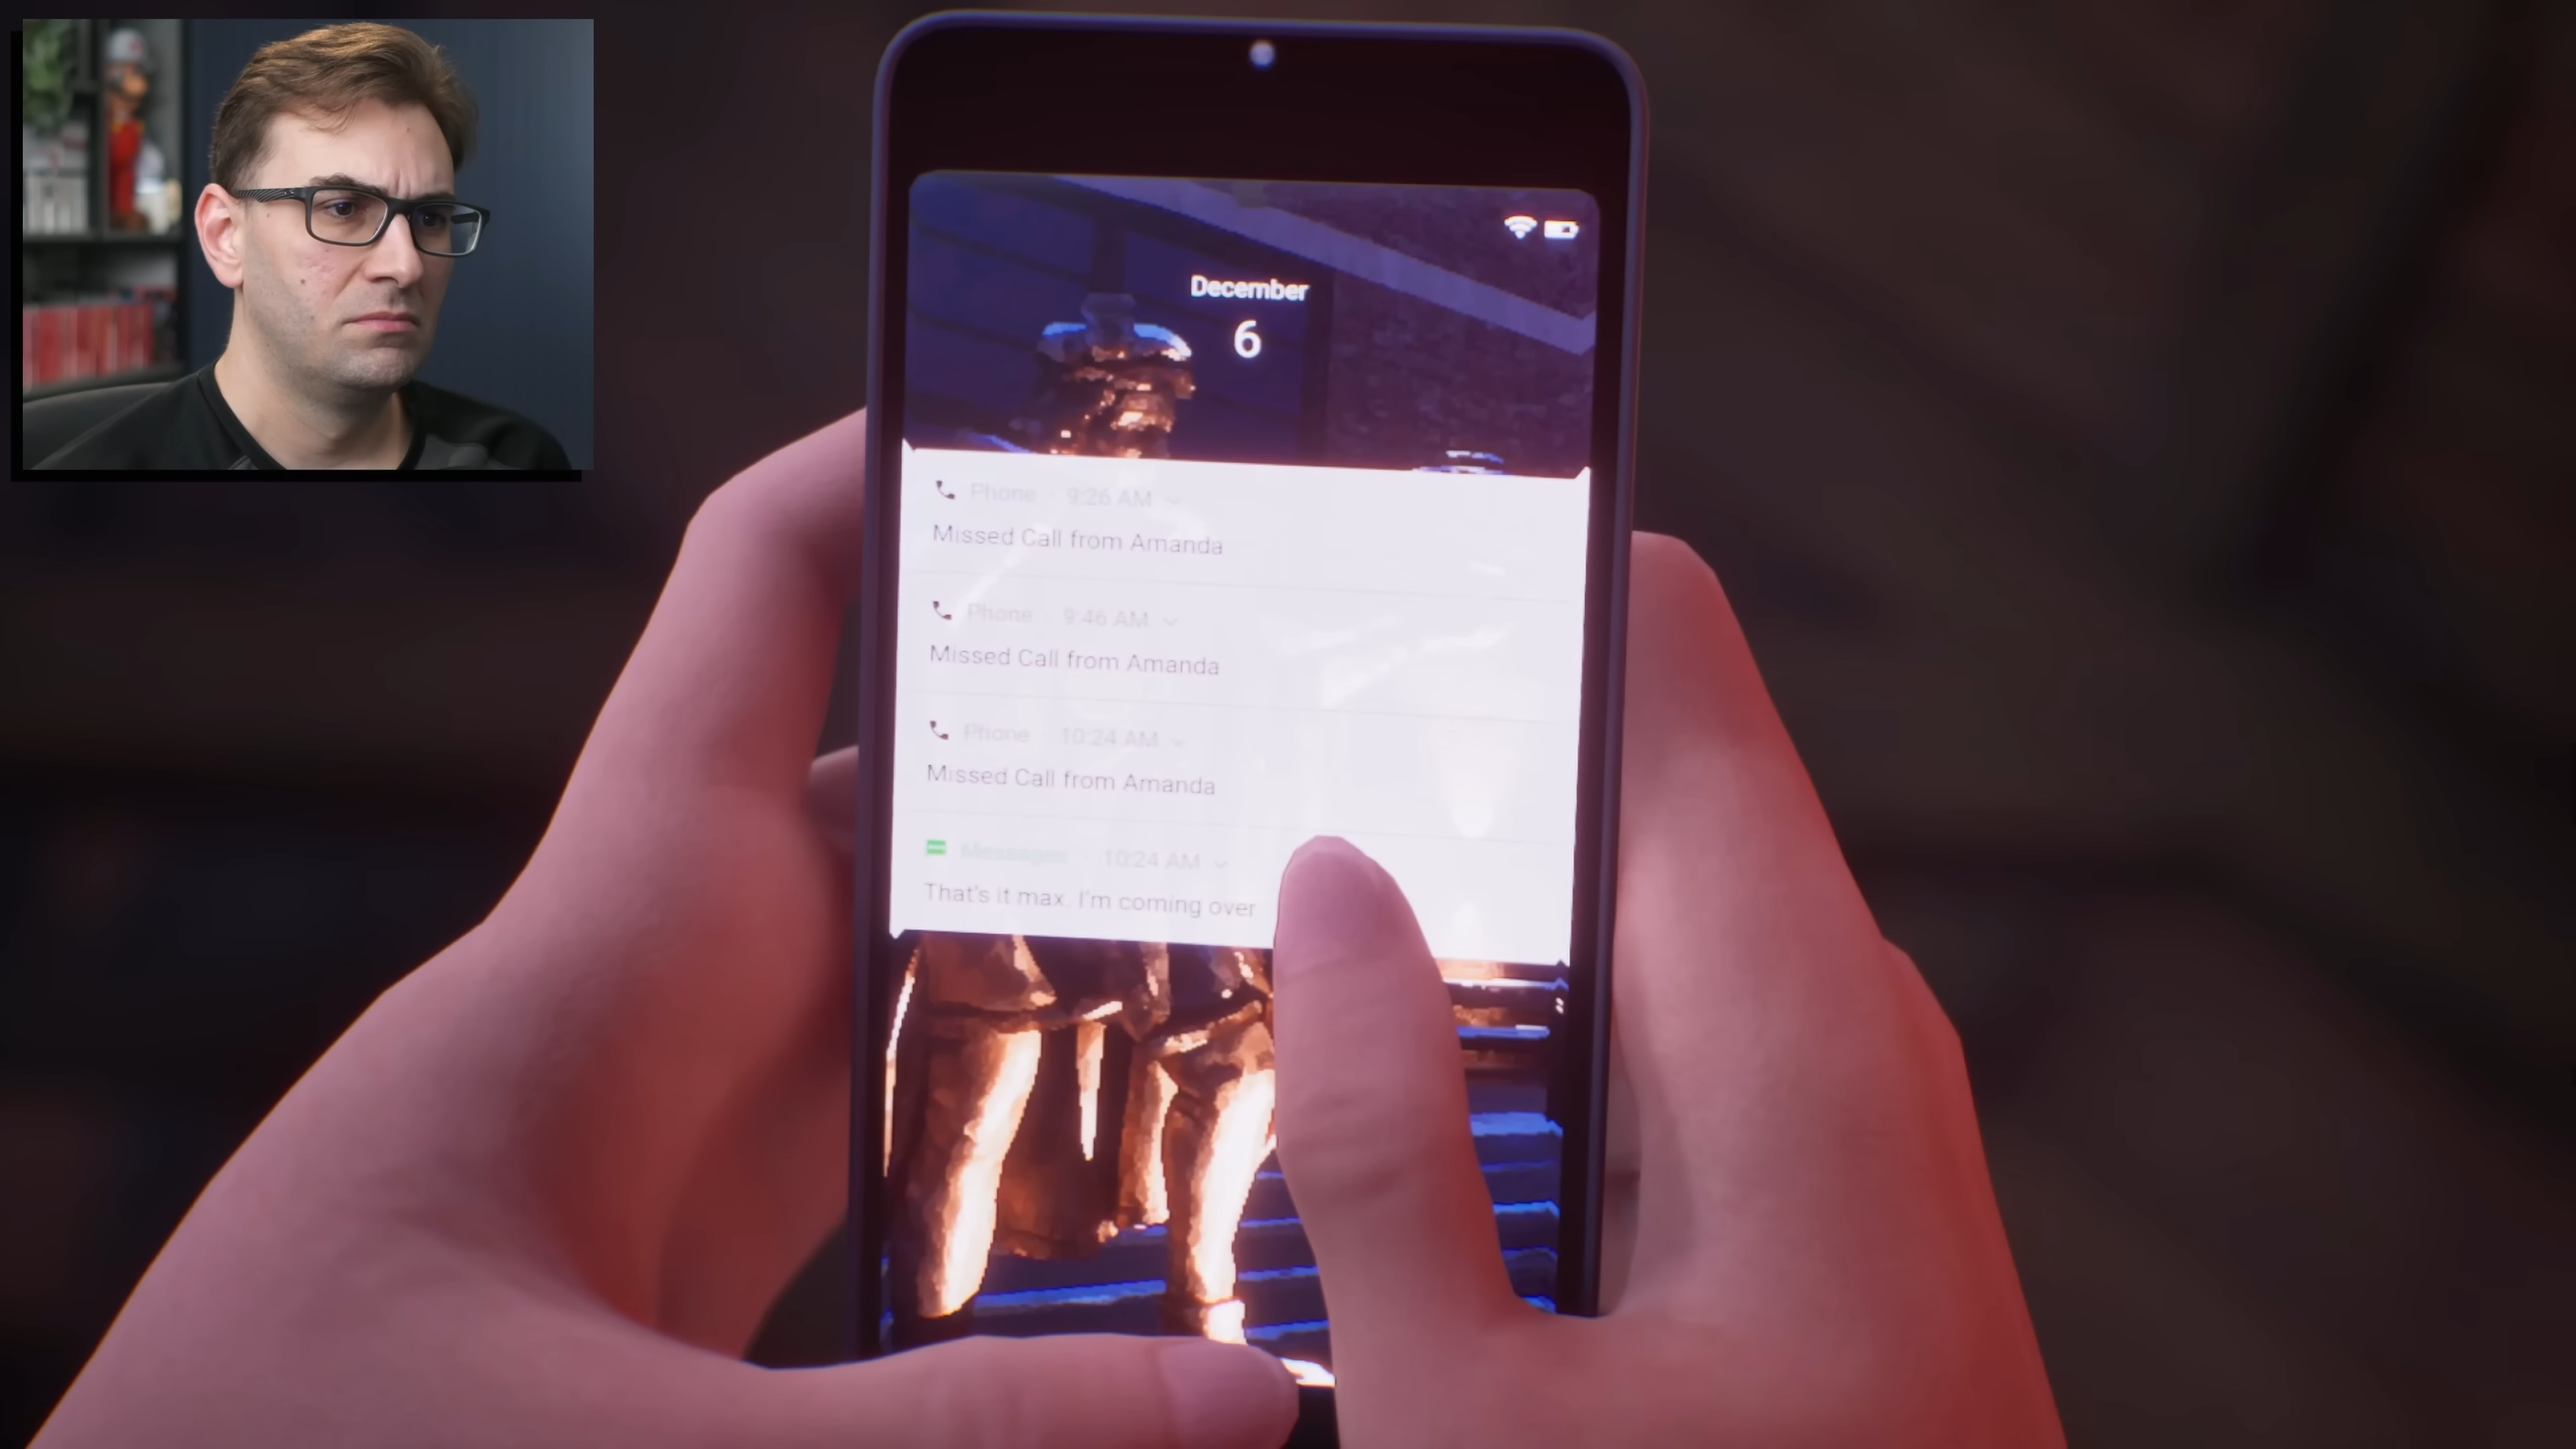 December
6
Phone · 9:26 AM
Missed Call from Amanda
Phone · 9:46 AM
Missed Call from Amanda
Phone · 10:24 AM
Missed Call from Amanda
Messages · 10:24 AM
That's it max. I'm coming over